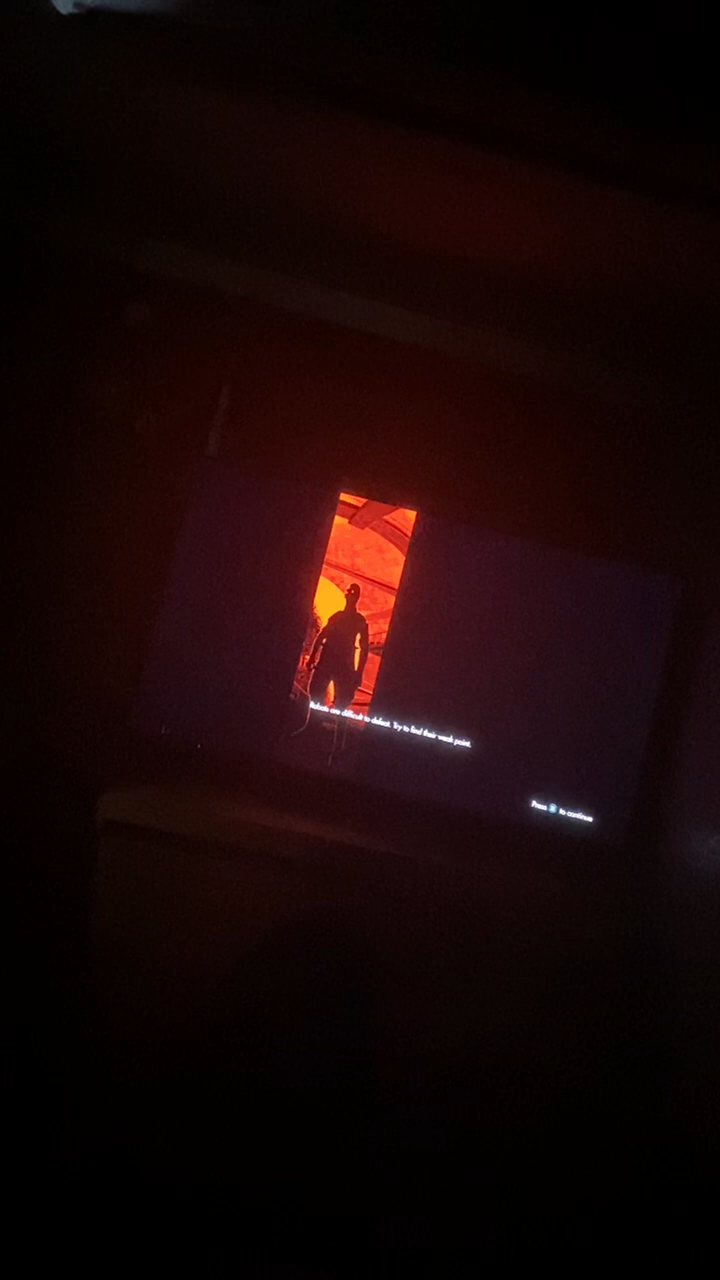 Robots are difficult to defeat. Try to find their weak point.
Press A to continue